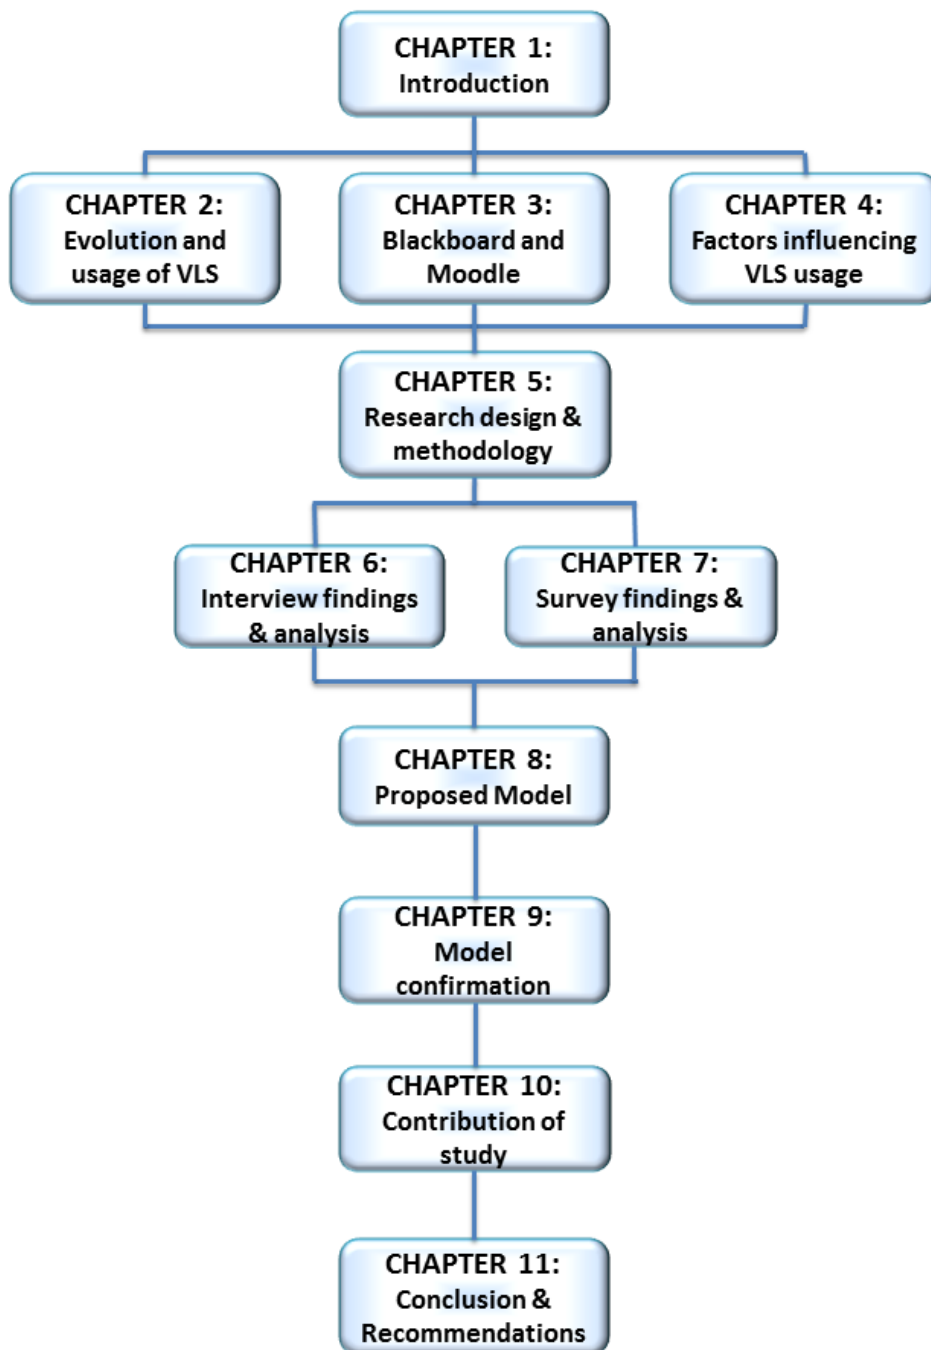 CHAPTER 1:
Introduction
CHAPTER 2:
Evolution and
usage of VLS
CHAPTER 3:
Blackboard and
Moodle
CHAPTER 4:
Factors influencing
VLS usage
CHAPTER 5:
Research design &
methodology
CHAPTER 6:
Interview findings
& analysis
CHAPTER 7:
Survey findings &
analysis
CHAPTER 8:
Proposed Model
CHAPTER 9:
Model
confirmation
CHAPTER 10:
Contribution of
study
CHAPTER 11:
Conclusion &
Recommendations